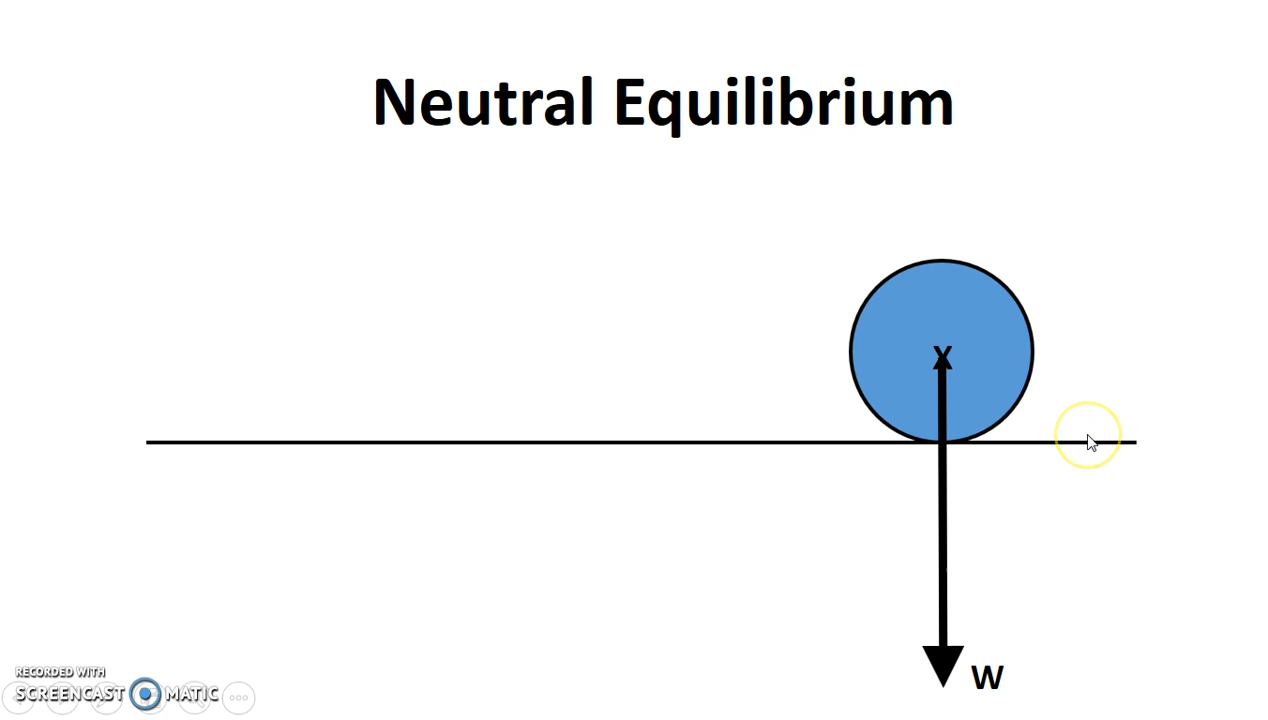 Neutral Equilibrium
X
W
RECORDED WITH
SCREENCAST MATIC